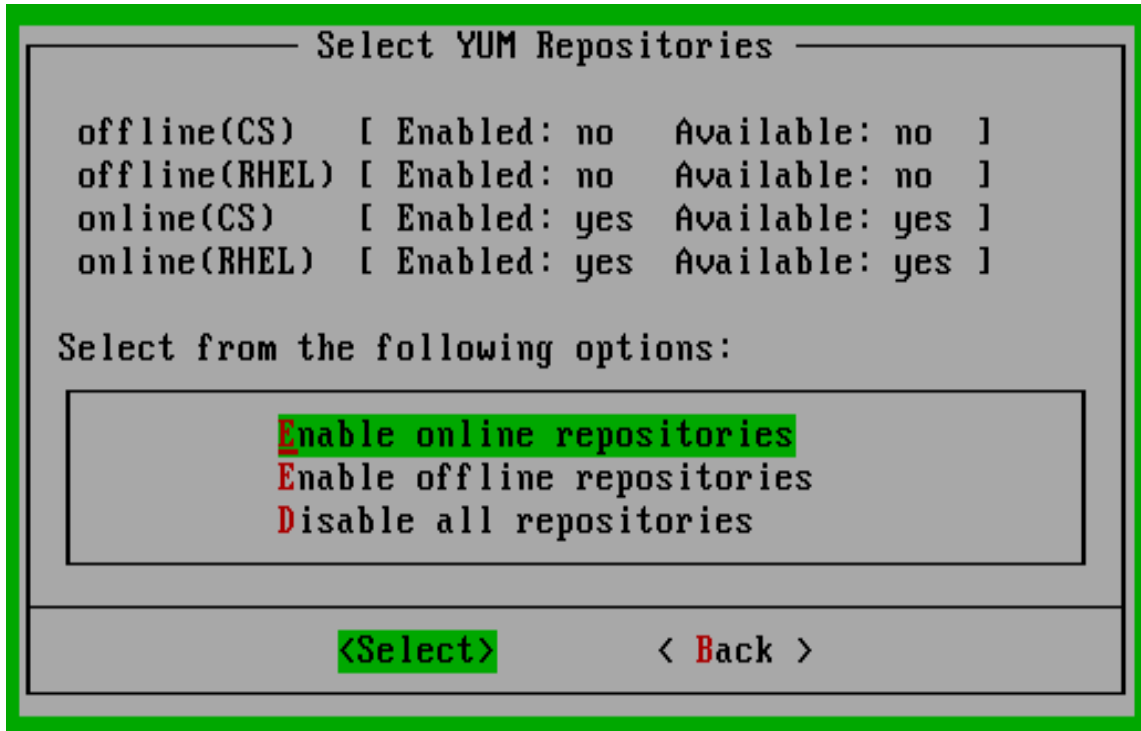 Select YUM Repositories
offline(CS) [ Enabled: no Available: no ]
offline(RHEL) [ Enabled: no Available: no ]
online(CS) [ Enabled: yes Available: yes ]
online(RHEL) [ Enabled: yes Available: yes ]
Select from the following options:
Enable online repositories
Enable offline repositories
Disable all repositories
<Select> < Back >